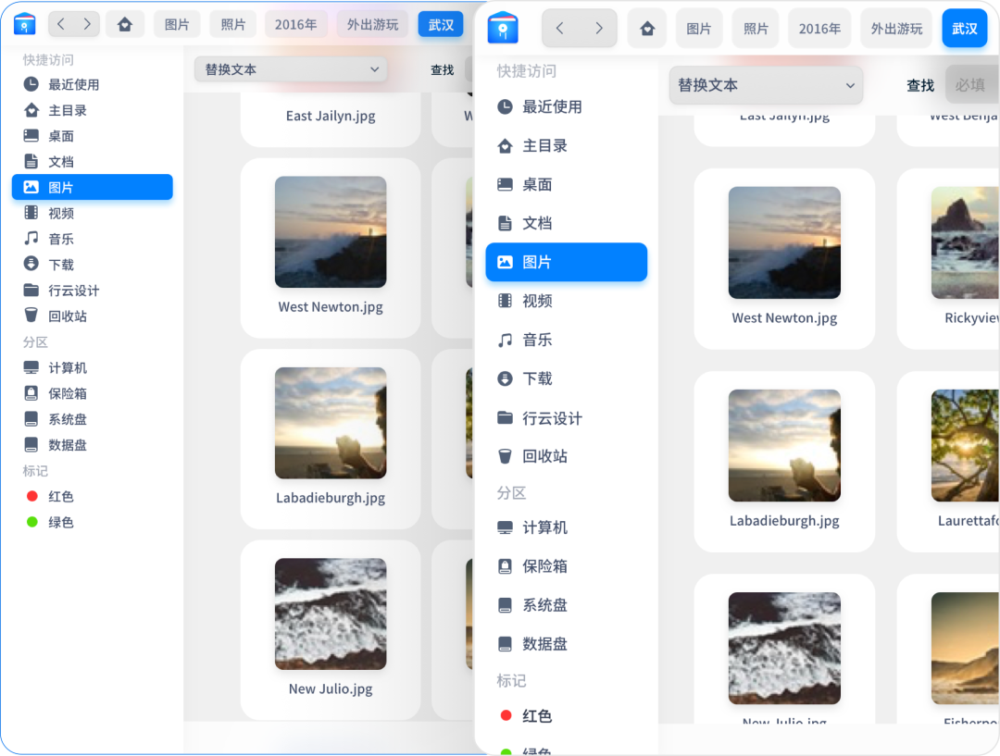 图片
照片
2016年
外出游玩
武汉
快捷访问
最近使用
主目录
桌面
文档
图片
视频
音乐
下载
行云设计
回收站
分区
计算机
保险箱
系统盘
数据盘
标记
红色
绿色
替换文本
查找
East Jailyn.jpg
W
West Newton.jpg
Labadieburgh.jpg
New Julio.jpg
图片
照片
2016年
外出游玩
武汉
快捷访问
最近使用
主目录
桌面
文档
图片
视频
音乐
下载
行云设计
回收站
分区
计算机
保险箱
系统盘
数据盘
标记
红色
绿色
替换文本
查找
必填
East Jailyn.jpg
West Benja
West Newton.jpg
Rickyview
Labadieburgh.jpg
Laurettafo
New Julio.jpg
Fisherpo